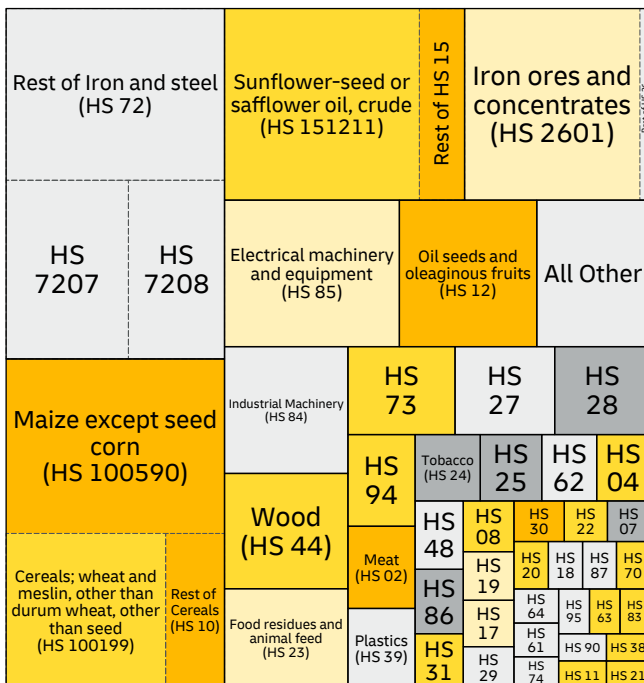 Rest of Iron and steel
(HS 72)
HS
7207
HS
7208
Maize except seed
corn
(HS 100590)
Cereals; wheat and
meslin, other than
durum wheat, other
than seed
(HS 100199)
Rest of
Cereals
(HS 10)
Sunflower-seed or
safflower oil, crude
(HS 151211)
Rest of HS 15
Iron ores and
concentrates
(HS 2601)
Electrical machinery
and equipment
(HS 85)
Oil seeds and
oleaginous fruits
(HS 12)
All Other
Industrial Machinery
(HS 84)
Wood
(HS 44)
Food residues and
animal feed
(HS 23)
HS
73
HS
27
HS
28
HS
94
Meat
(HS 02)
Plastics
(HS 39)
Tobacco
(HS 24)
HS
25
HS
62
HS
04
HS
48
HS
86
HS
31
HS
08
HS
19
HS
17
HS
29
HS
30
HS
22
HS
07
HS
20
HS
18
HS
87
HS
70
HS
64
HS
61
HS
74
HS
95
HS
63
HS
83
HS 90
HS 38
HS 11
HS 21